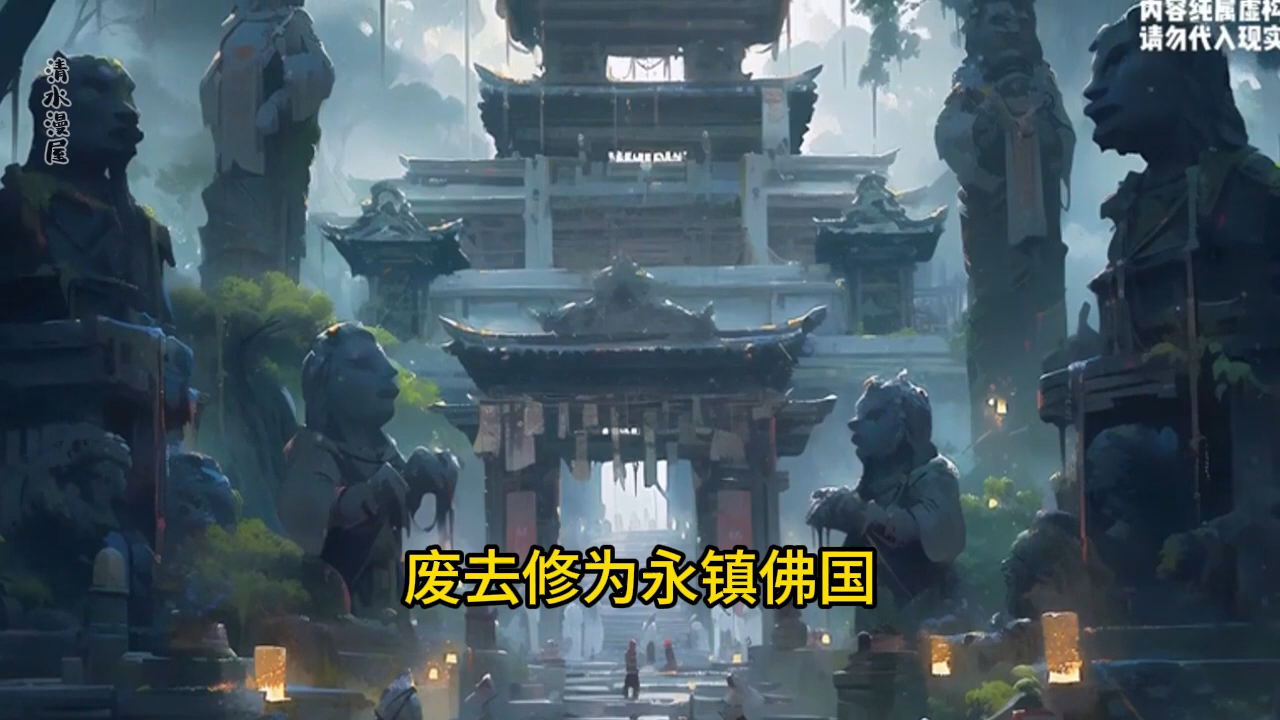 内容纯属虚构
请勿代入现实
清水漫屋
废去修为永镇佛国